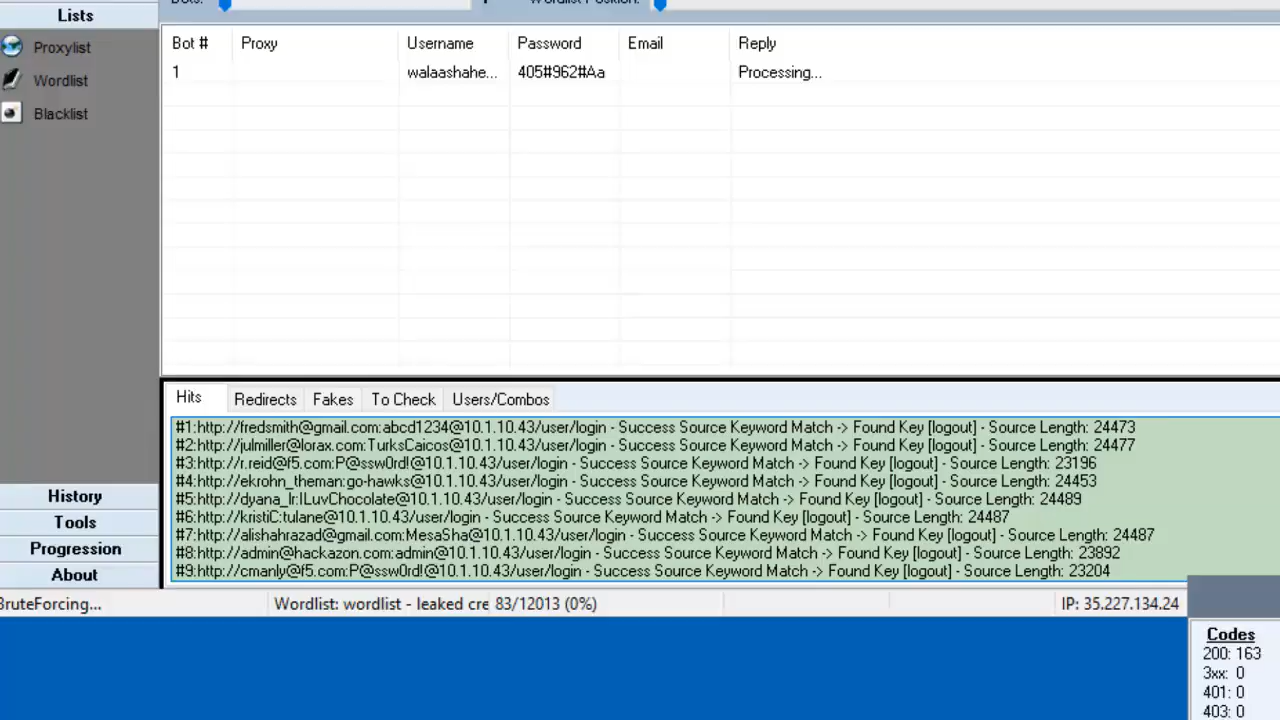 Lists
Bot # Proxy Username Password Email Reply
Proxylist
1 walaashahe... 405#962#Aa Processing...
Wordlist
Blacklist
Hits Redirects Fakes To Check Users/Combos
#1:http://fredsmith@gmail.com:abcd1234@10.1.10.43/user/login - Success Source Keyword Match -> Found Key [logout] - Source Length: 24473
#2:http://julmiller@lorax.com:TurksCaicos@10.1.10.43/user/login - Success Source Keyword Match -> Found Key [logout] - Source Length: 24477
#3:http://r.reid@f5.com:P@ssw0rd!@10.1.10.43/user/login - Success Source Keyword Match -> Found Key [logout] - Source Length: 23196
#4:http://ekrohn_theman:go-hawks@10.1.10.43/user/login - Success Source Keyword Match -> Found Key [logout] - Source Length: 24453
#5:http://dyana_lr:ILuvChocolate@10.1.10.43/user/login - Success Source Keyword Match -> Found Key [logout] - Source Length: 24489
#6:http://kristiC:tulane@10.1.10.43/user/login - Success Source Keyword Match -> Found Key [logout] - Source Length: 24487
#7:http://alishahrazad@gmail.com:MesaSha@10.1.10.43/user/login - Success Source Keyword Match -> Found Key [logout] - Source Length: 24487
#8:http://admin@hackazon.com:admin@10.1.10.43/user/login - Success Source Keyword Match -> Found Key [logout] - Source Length: 23892
#9:http://cmanly@f5.com:P@ssw0rd!@10.1.10.43/user/login - Success Source Keyword Match -> Found Key [logout] - Source Length: 23204
History
Tools
Progression
About
BruteForcing... Wordlist: wordlist - leaked cre 83/12013 (0%) IP: 35.227.134.24
Codes
200: 163
3xx: 0
401: 0
403: 0